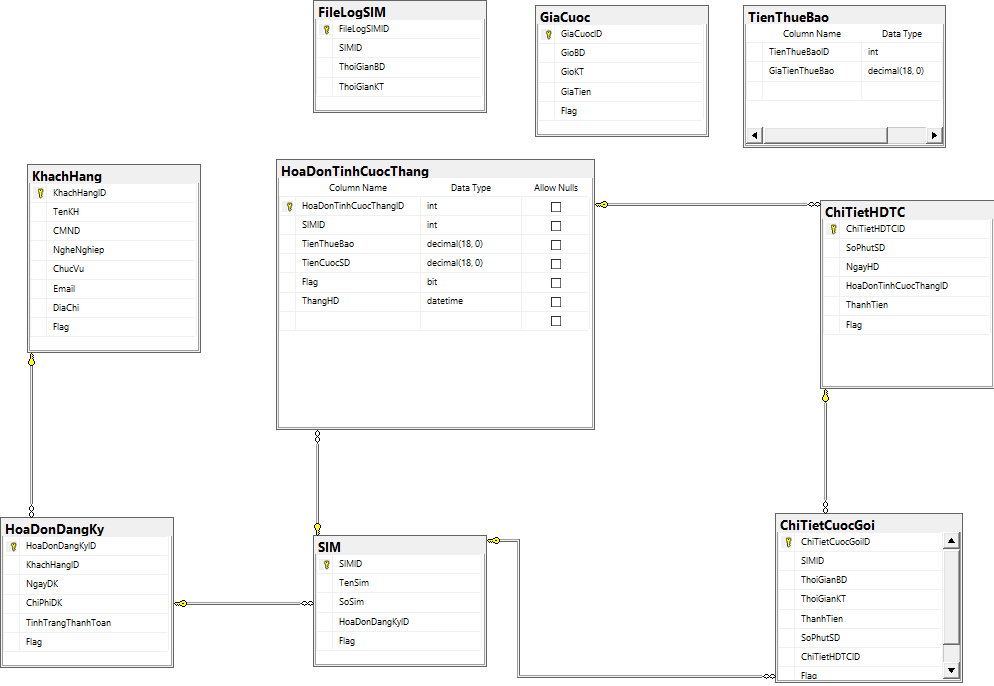 FileLogSIM
FileLogSIMID
SIMID
ThoiGianBD
ThoiGianKT
GiaCuoc
GiaCuocID
GioBD
GioKT
GiaTien
Flag
TienThueBao
Column Name Data Type
TienThueBaoID int
GiaTienThueBao decimal(18, 0)
KhachHang
KhachHangID
TenKH
CMND
NgheNghiep
ChucVu
Email
DiaChi
Flag
HoaDonTinhCuocThang
Column Name Data Type Allow Nulls
HoaDonTinhCuocThangID int
SIMID int
TienThueBao decimal(18, 0)
TienCuocSD decimal(18, 0)
Flag bit
ThangHD datetime
ChiTietHDTC
ChiTietHDTCID
SoPhutSD
NgayHD
HoaDonTinhCuocThangID
ThanhTien
Flag
HoaDonDangKy
HoaDonDangKyID
KhachHangID
NgayDK
ChiPhiDK
TinhTrangThanhToan
Flag
SIM
SIMID
TenSim
SoSim
HoaDonDangKyID
Flag
ChiTietCuocGoi
ChiTietCuocGoiID
SIMID
ThoiGianBD
ThoiGianKT
ThanhTien
SoPhutSD
ChiTietHDTCID
Flag